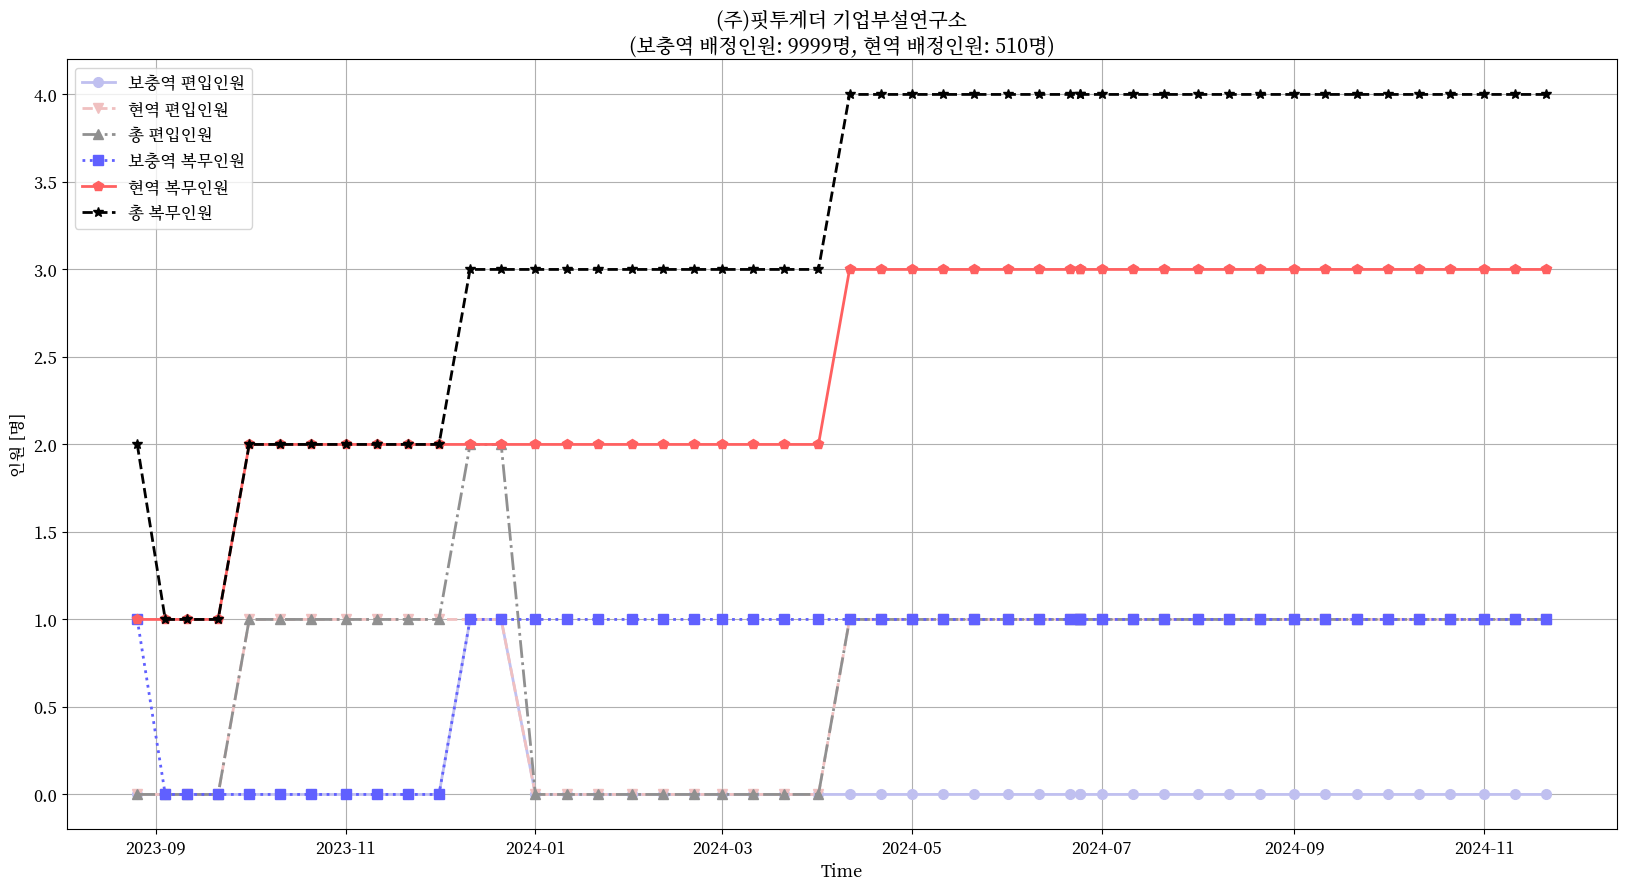 (주)핏투게더 기업부설연구소
(보충역 배정인원: 9999명, 현역 배정인원: 510명)
보충역 편입인원
현역 편입인원
총 편입인원
보충역 복무인원
현역 복무인원
총 복무인원
인원 [명]
4.0
3.5
3.0
2.5
2.0
1.5
1.0
0.5
0.0
2023-09
2023-11
2024-01
2024-03
2024-05
2024-07
2024-09
2024-11
Time